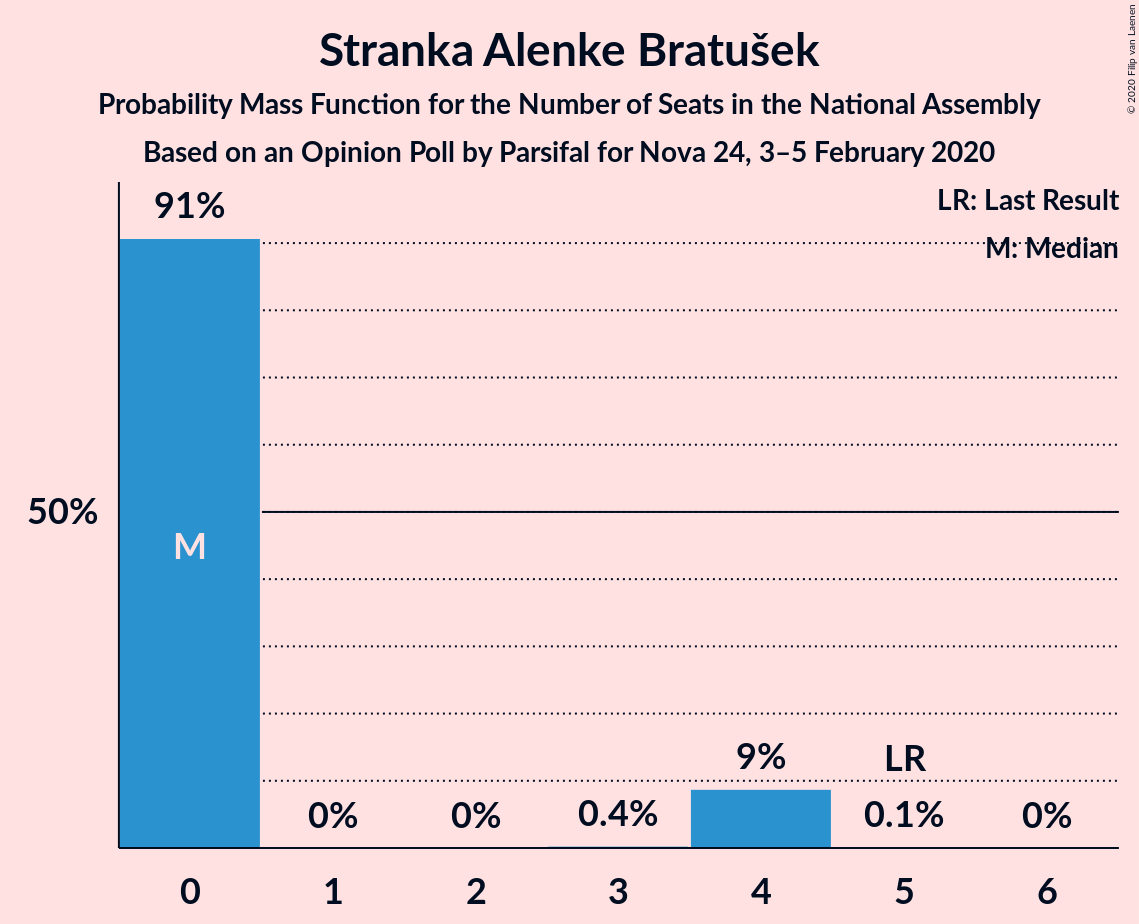 Stranka Alenke Bratušek
Probability Mass Function for the Number of Seats in the National Assembly
Based on an Opinion Poll by Parsifal for Nova 24, 3–5 February 2020
© 2020 Filip van Laenen
LR: Last Result
M: Median
91%
50%
M
0%
0%
0.4%
9%
LR
0.1%
0%
0 1 2 3 4 5 6